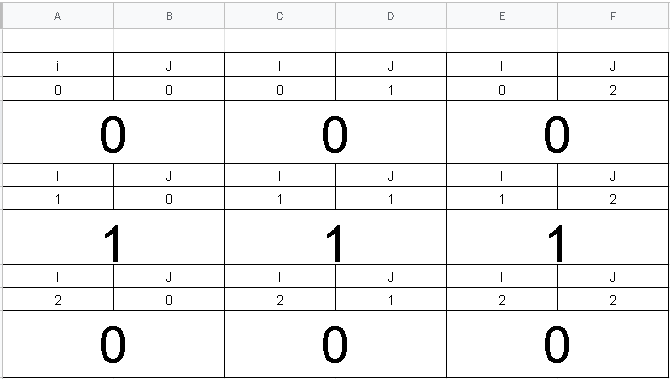 A B C D E F
i J I J I J
0 0 0 1 0 2
0 0 0
I J I J I J
1 0 1 1 1 2
1 1 1
I J I J I J
2 0 2 1 2 2
0 0 0